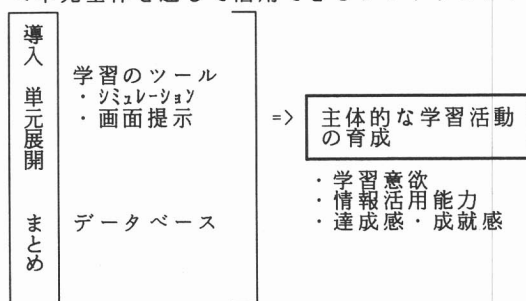 導入
単元展開
まとめ
学習のツール
・ｼﾐｭﾚｰｼｮﾝ
・画面提示
データベース
=>
主体的な学習活動
の育成
・学習意欲
・情報活用能力
・達成感・成就感